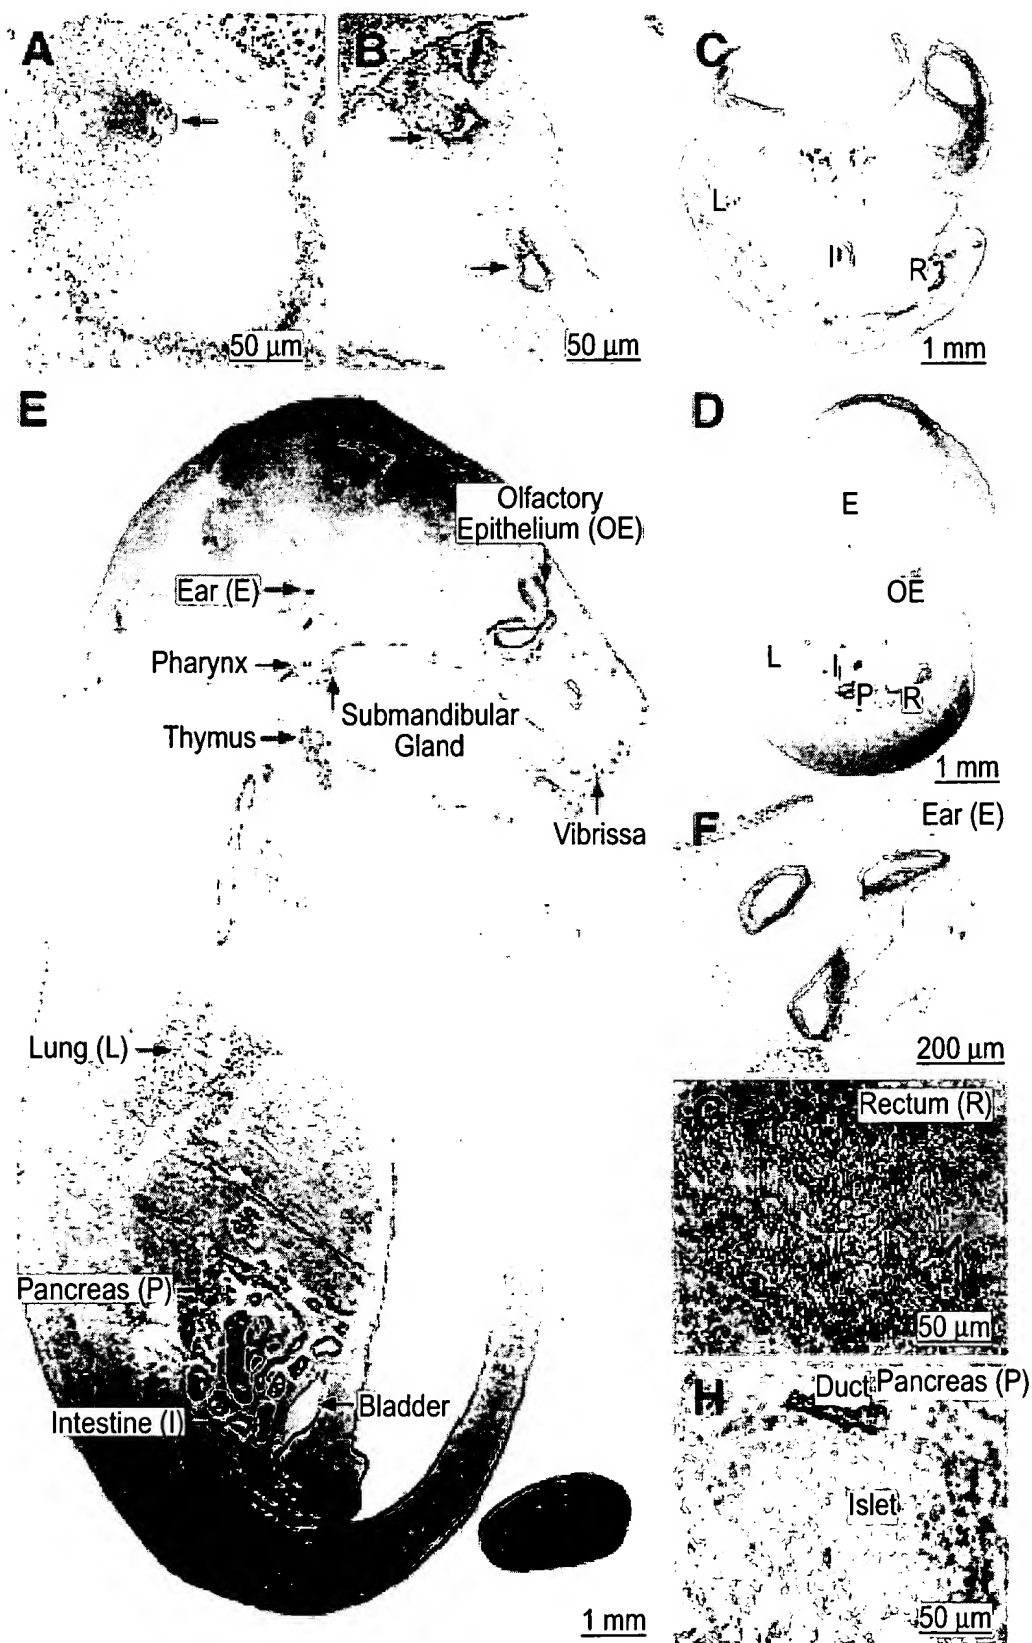 A
50 µm
B
50 µm
C
L
I
R
1 mm
E
Olfactory
Epithelium (OE)
Ear (E)
Pharynx
Submandibular
Gland
Thymus
Vibrissa
Lung (L)
Pancreas (P)
Intestine (I)
Bladder
1 mm
D
E
OE
L
I
P
R
1 mm
F
Ear (E)
200 µm
G
Rectum (R)
50 µm
H
Duct
Pancreas (P)
Islet
50 µm